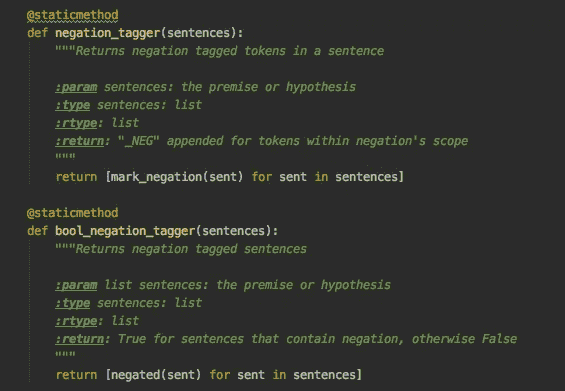 @staticmethod
def negation_tagger(sentences):
    """Returns negation tagged tokens in a sentence

    :param sentences: the premise or hypothesis
    :type sentences: list
    :rtype: list
    :return: "_NEG" appended for tokens within negation's scope
    """
    return [mark_negation(sent) for sent in sentences]

@staticmethod
def bool_negation_tagger(sentences):
    """Returns negation tagged sentences

    :param list sentences: the premise or hypothesis
    :type sentences: list
    :rtype: list
    :return: True for sentences that contain negation, otherwise False
    """
    return [negated(sent) for sent in sentences]